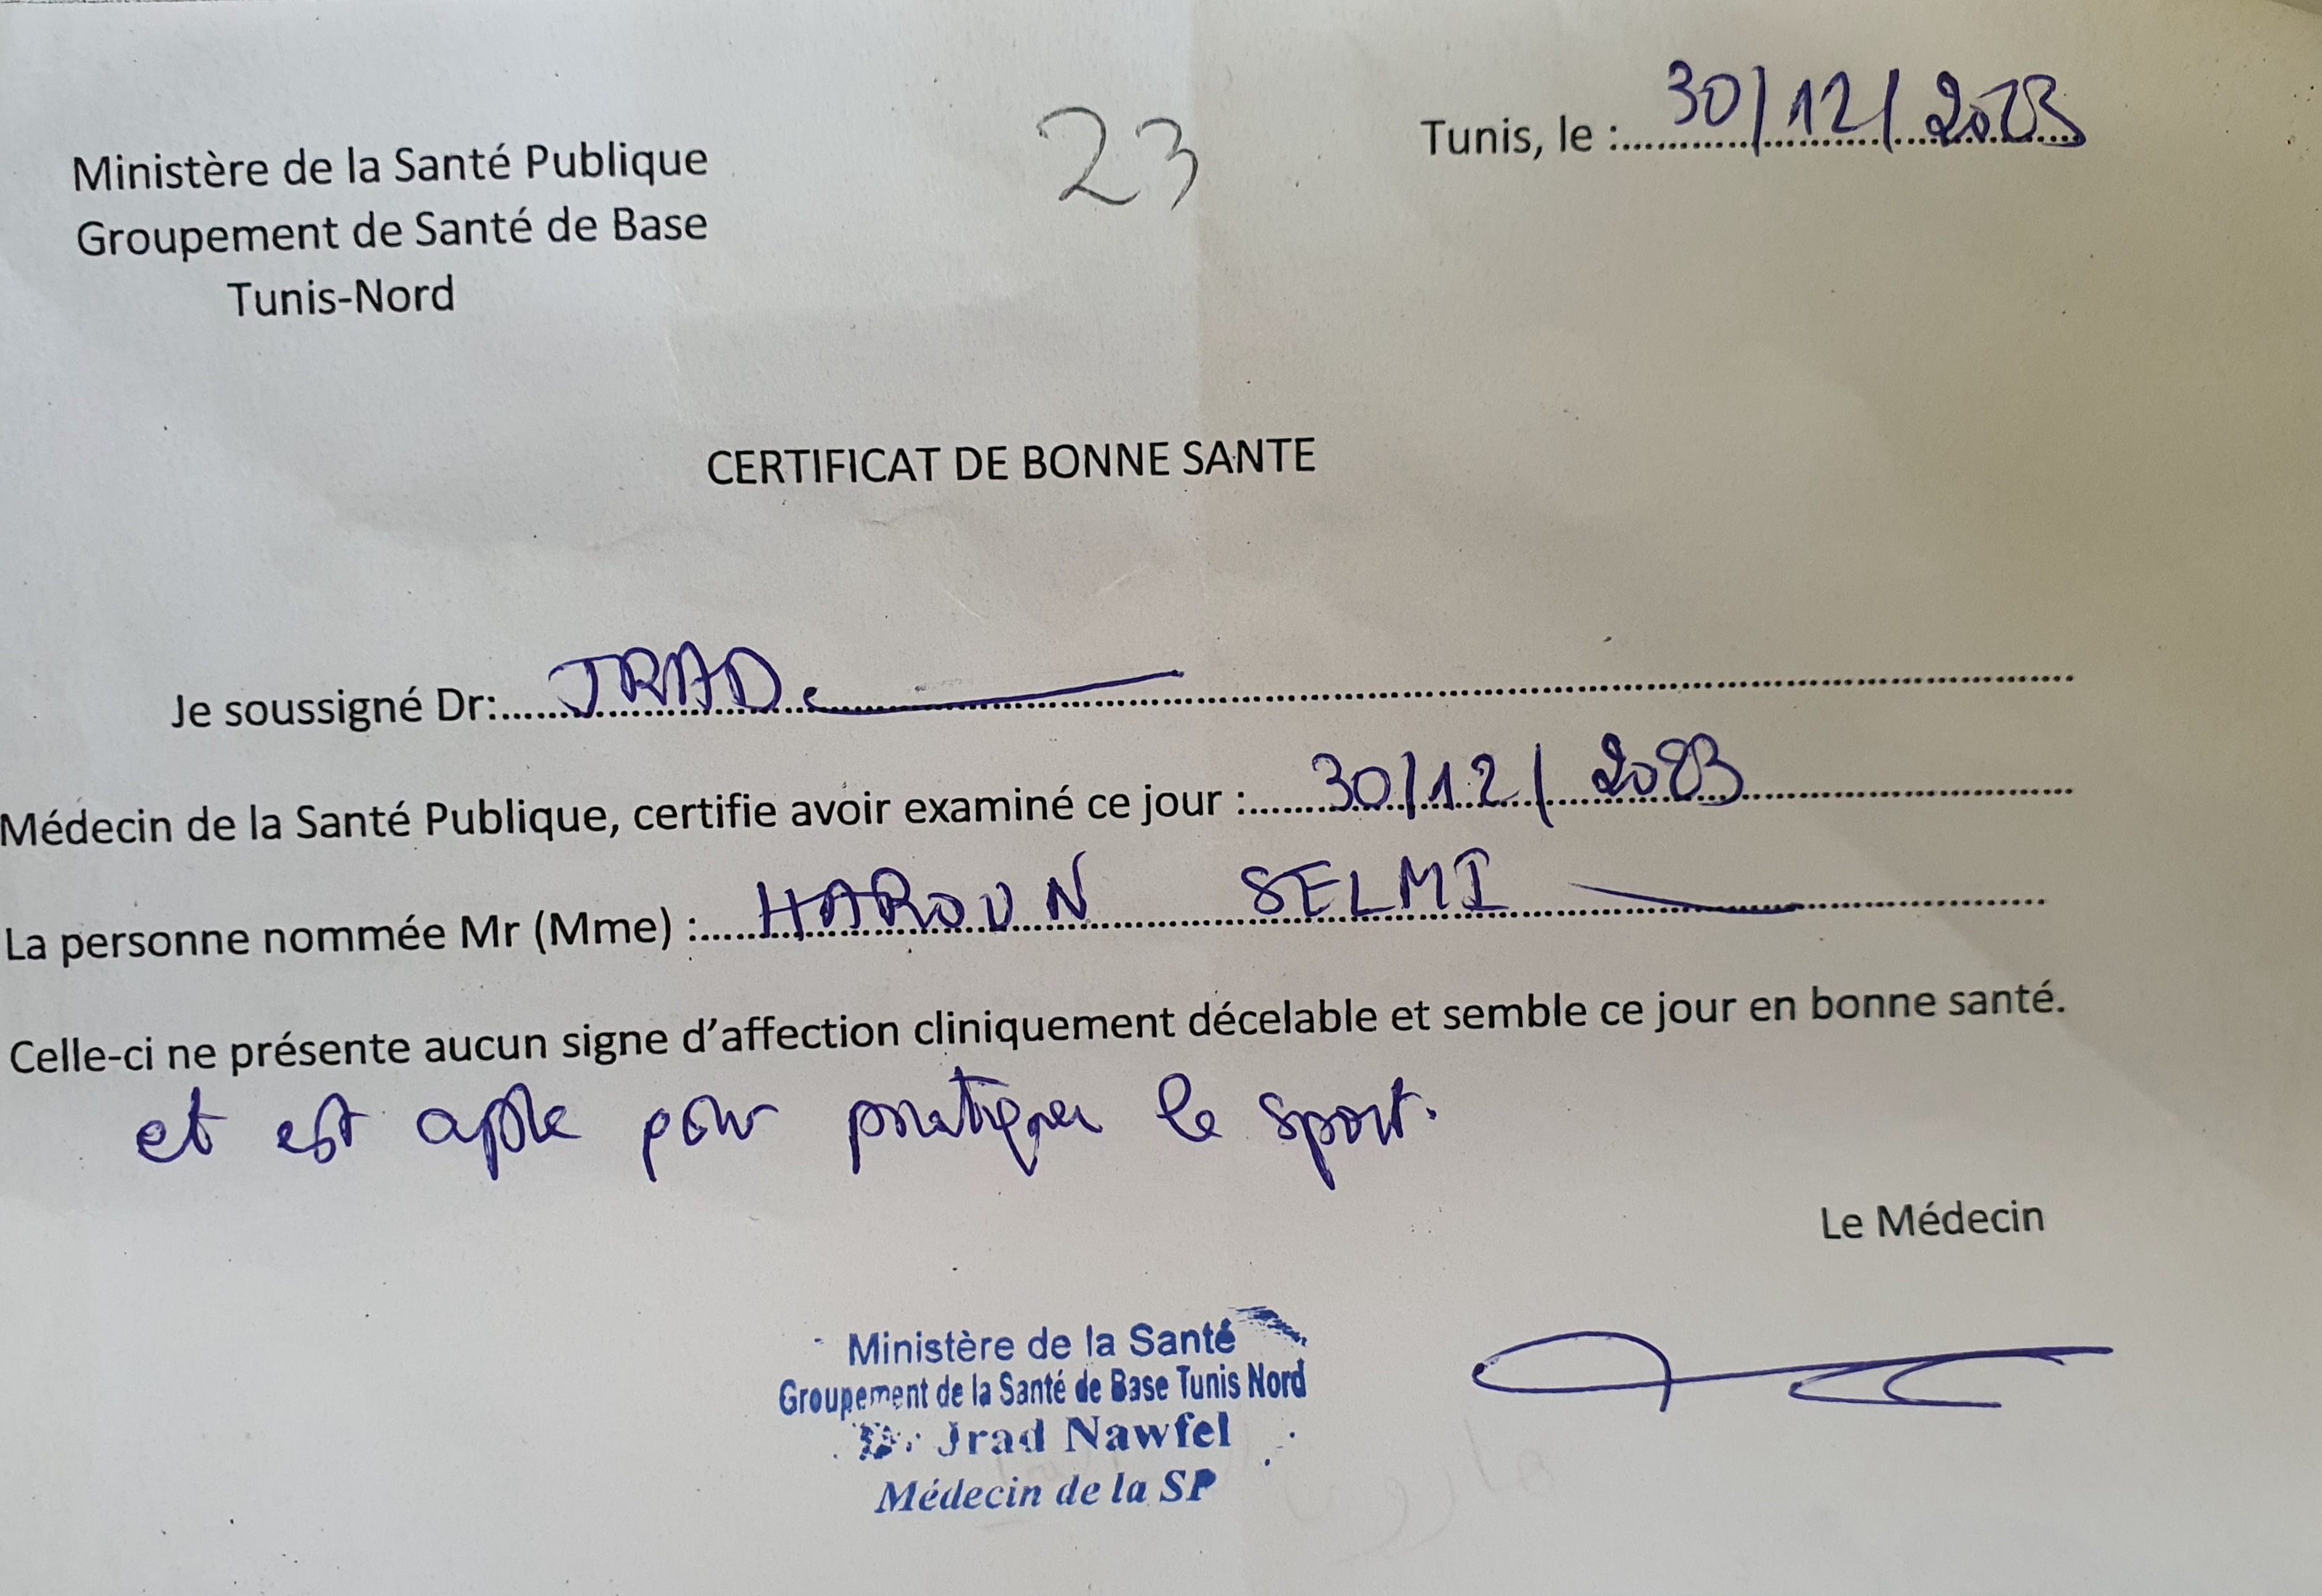 Ministère de la Santé Publique
Groupement de Santé de Base
Tunis-Nord
23
Tunis, le : 30/12/2023
CERTIFICAT DE BONNE SANTE
Je soussigné Dr: JRAD
Médecin de la Santé Publique, certifie avoir examiné ce jour : 30/12/2023
La personne nommée Mr (Mme) : HAROUN SELMI
Celle-ci ne présente aucun signe d'affection cliniquement décelable et semble ce jour en bonne santé.
et est apte pour pratiquer le sport.
Le Médecin
Ministère de la Santé
Groupement de la Santé de Base Tunis Nord
Dr Jrad Nawfel
Médecin de la SP